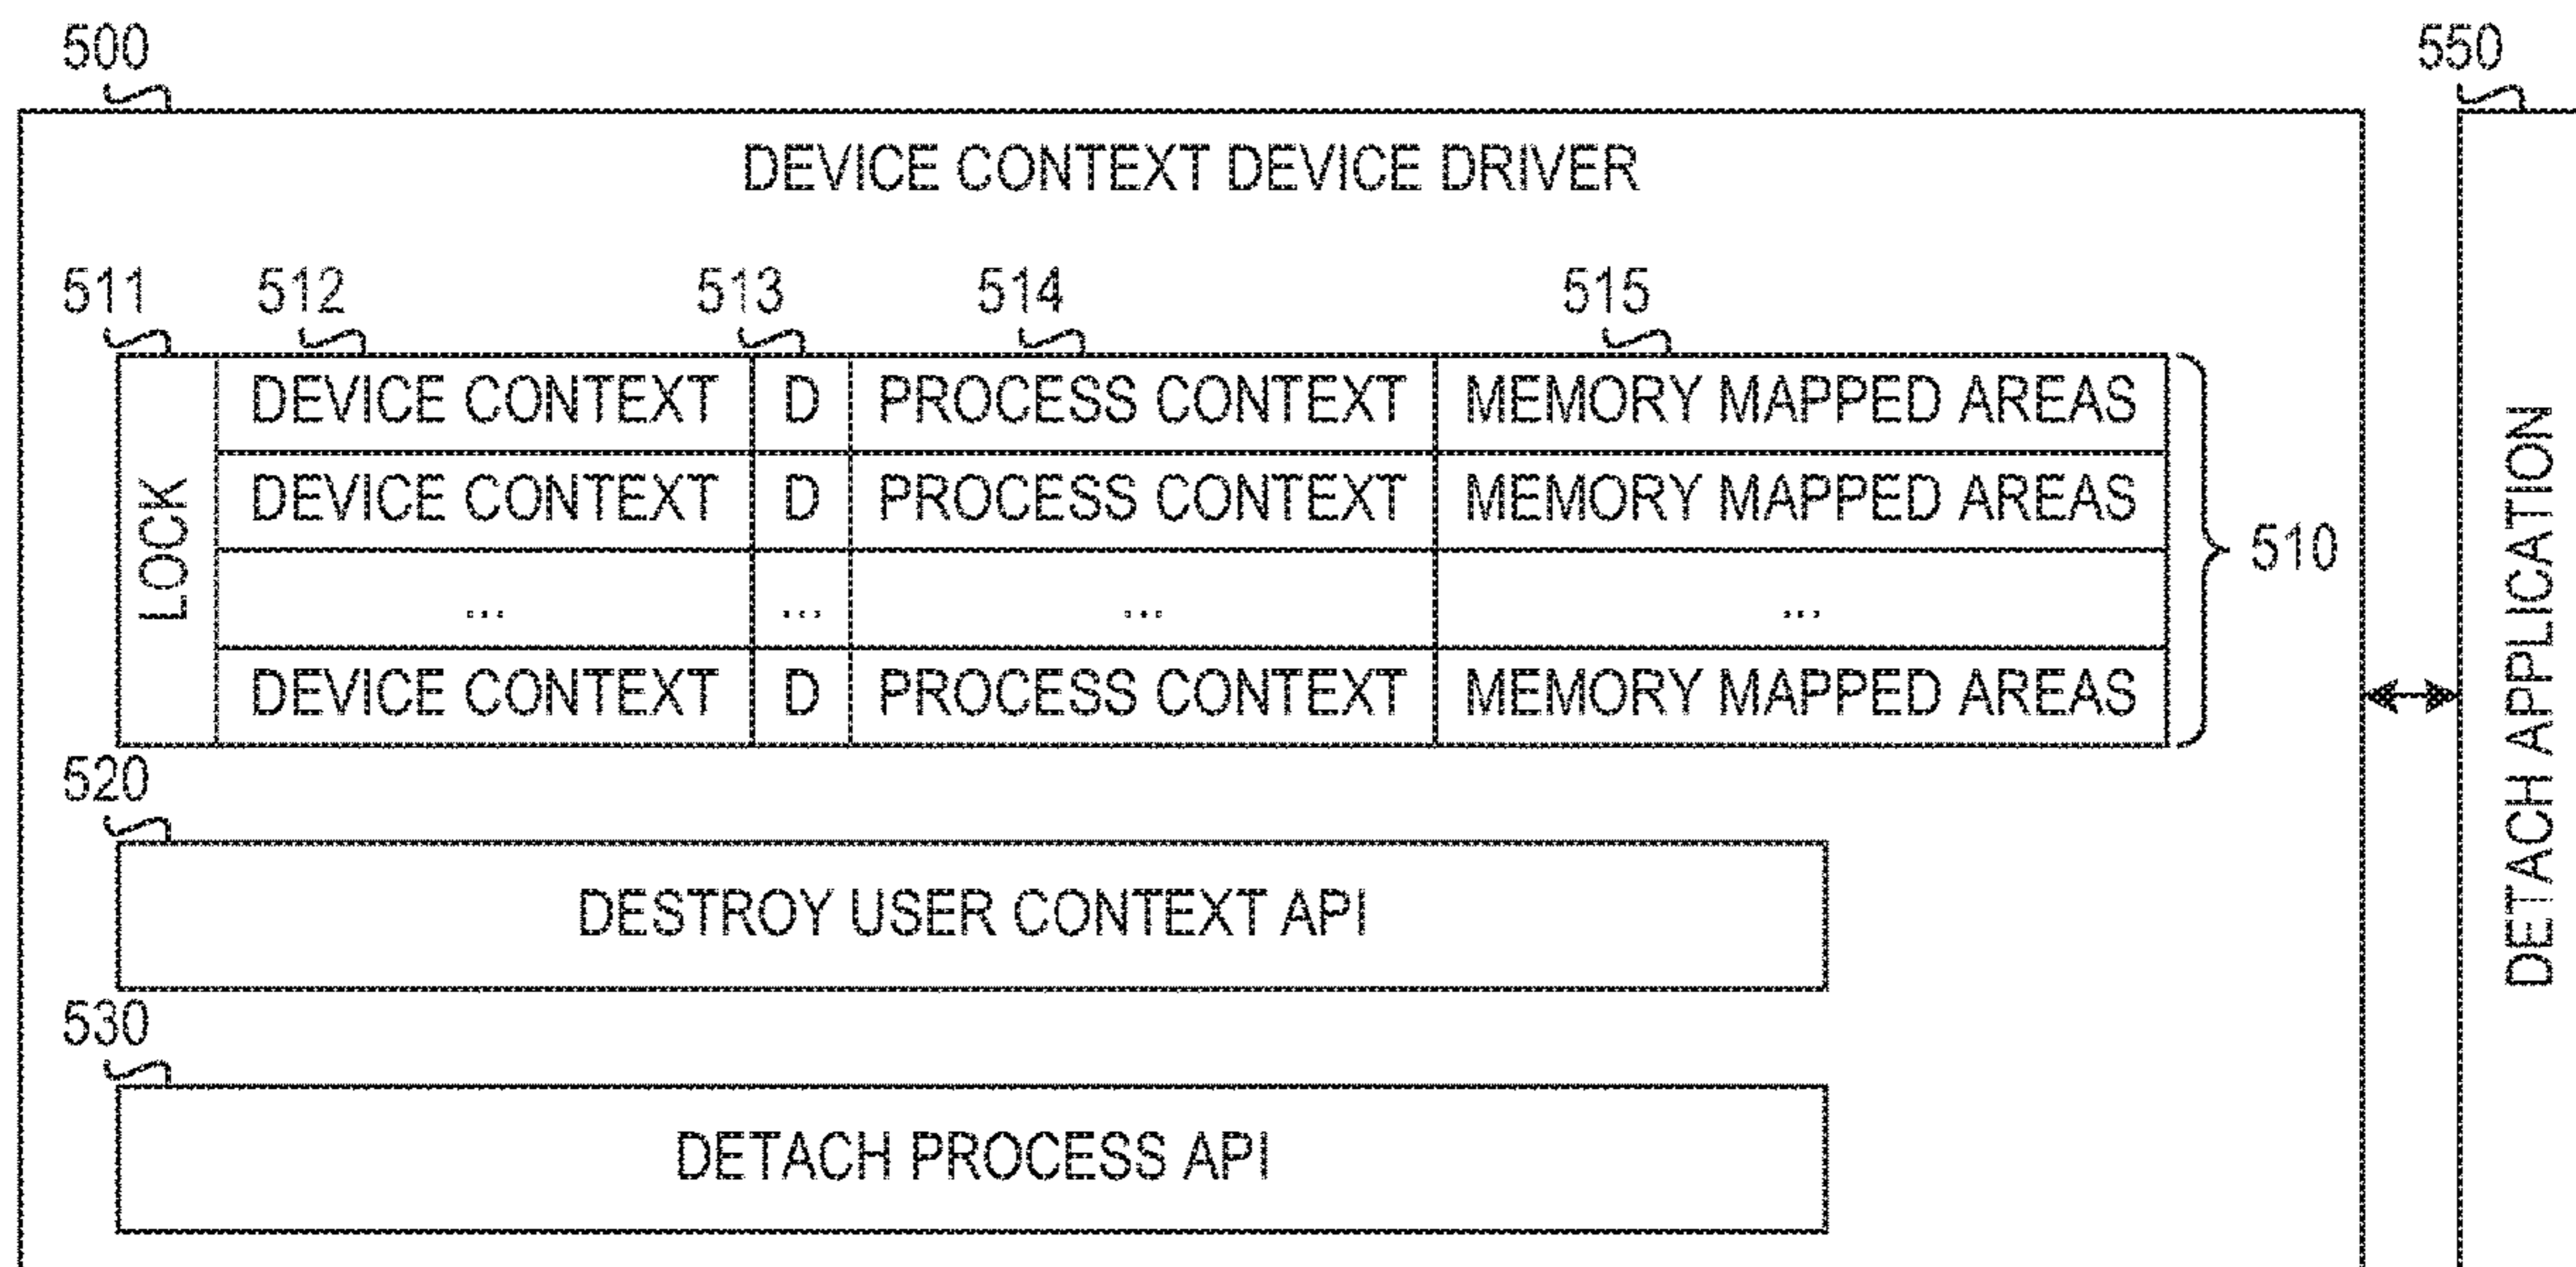 500
550
DEVICE CONTEXT DEVICE DRIVER
511 512 513 514 515
LOCK
DEVICE CONTEXT D PROCESS CONTEXT MEMORY MAPPED AREAS
DEVICE CONTEXT D PROCESS CONTEXT MEMORY MAPPED AREAS
... ... ... ...
DEVICE CONTEXT D PROCESS CONTEXT MEMORY MAPPED AREAS
510
520
DESTROY USER CONTEXT API
530
DETACH PROCESS API
DETACH APPLICATION